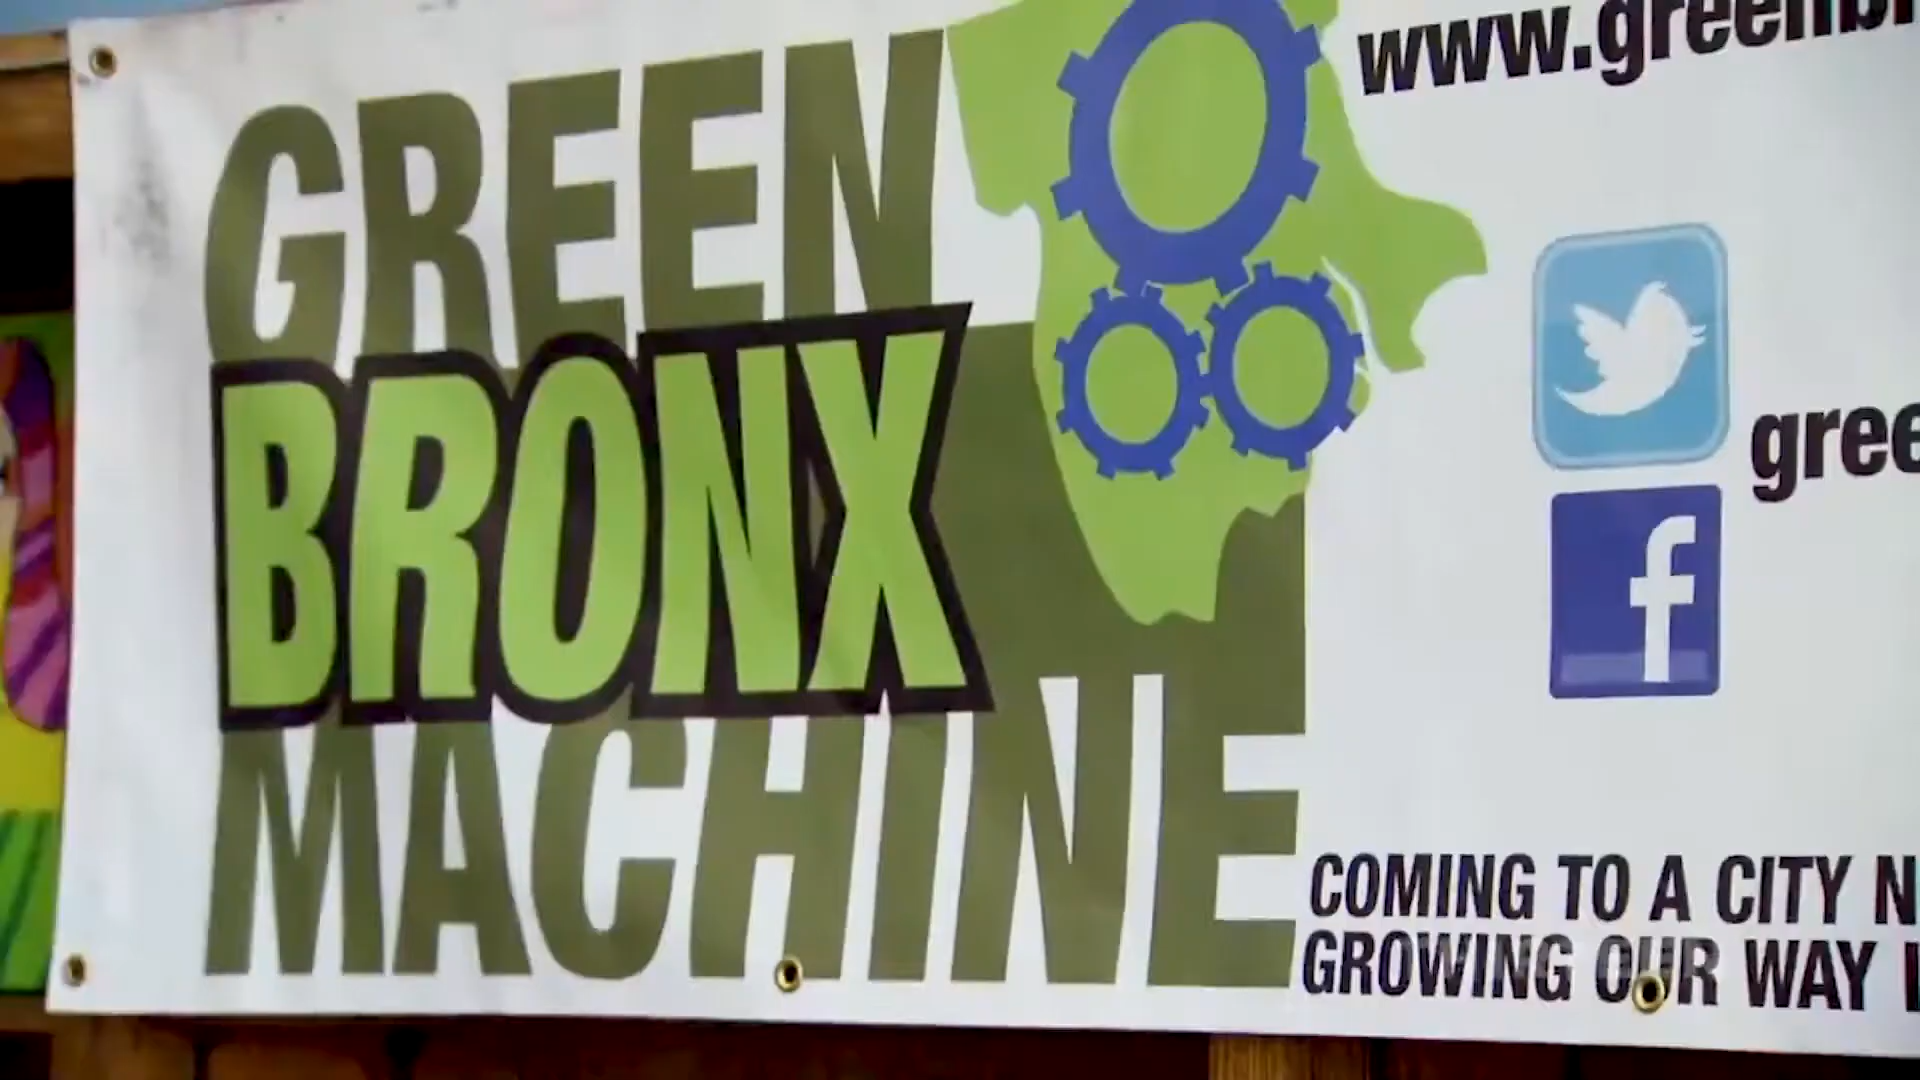 GREEN
BRONX
MACHINE
www.greenb
gree
f
COMING TO A CITY N
GROWING OUR WAY